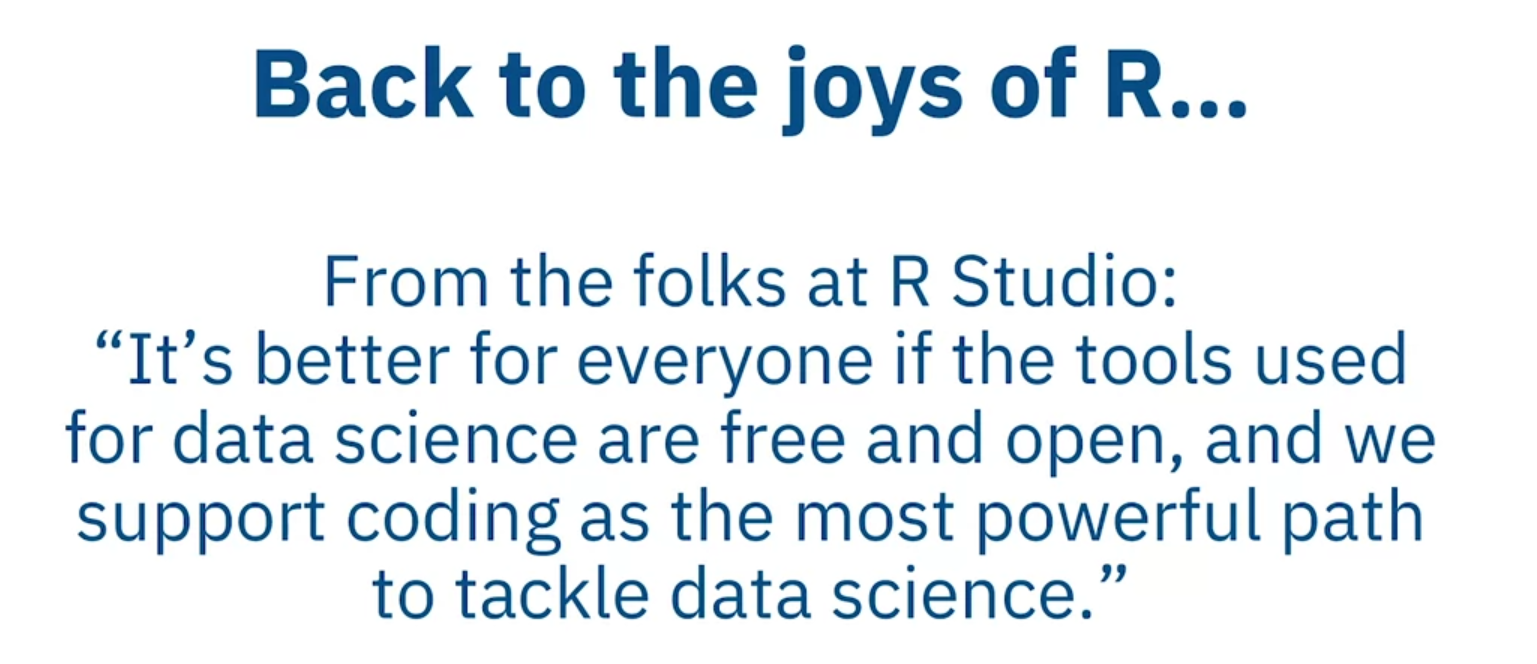 Back to the joys of R...
From the folks at R Studio:
“It’s better for everyone if the tools used
for data science are free and open, and we
support coding as the most powerful path
to tackle data science.”